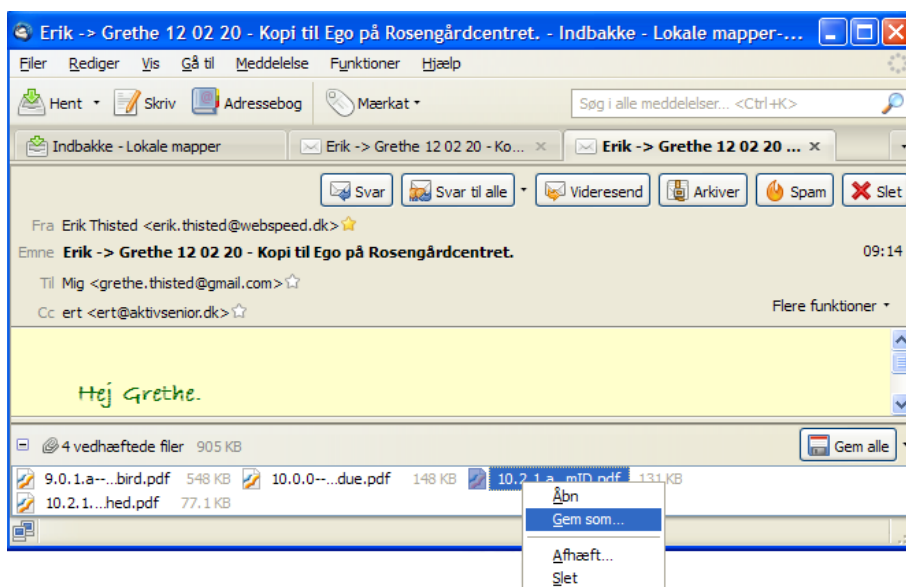 Erik -> Grethe 12 02 20 - Kopi til Ego på Rosengårdcentret. - Indbakke - Lokale mapper-...
Filer Rediger Vis Gå til Meddelelse Funktioner Hjælp
Hent Skriv Adressebog Mærkat Søg i alle meddelelser... <Ctrl+K>
Indbakke - Lokale mapper Erik -> Grethe 12 02 20 - Ko... Erik -> Grethe 12 02 20 ...
Svar Svar til alle Videresend Arkiver Spam Slet
Fra Erik Thisted <erik.thisted@webspeed.dk>
Emne Erik -> Grethe 12 02 20 - Kopi til Ego på Rosengårdcentret. 09:14
Til Mig <grethe.thisted@gmail.com>
Cc ert <ert@aktivsenior.dk>
Flere funktioner
Hej Grethe.
4 vedhæftede filer 905 KB Gem alle
9.0.1.a--...bird.pdf 548 KB 10.0.0--...due.pdf 148 KB 10.2.1.a...mID.pdf 131 KB
10.2.1....hed.pdf 77.1 KB
Åbn
Gem som...
Afhæft...
Slet